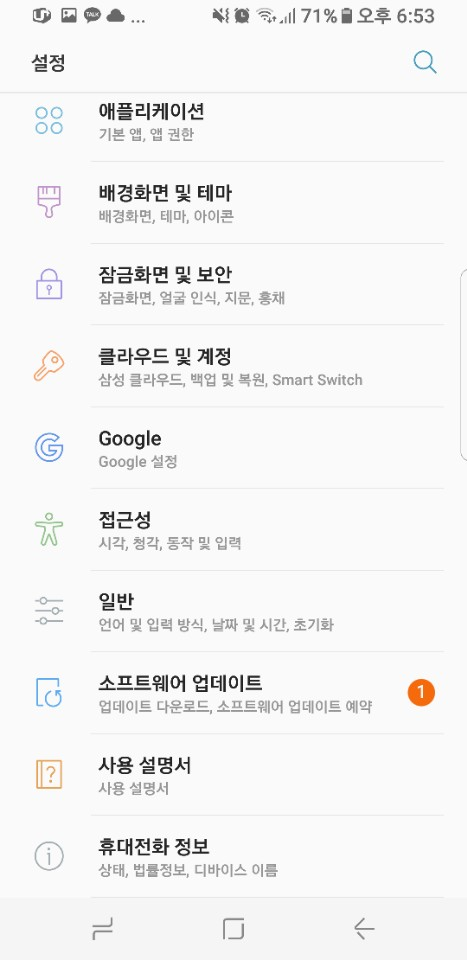 TALK ... 71% 오후 6:53
설정
애플리케이션
기본 앱, 앱 권한
배경화면 및 테마
배경화면, 테마, 아이콘
잠금화면 및 보안
잠금화면, 얼굴 인식, 지문, 홍채
클라우드 및 계정
삼성 클라우드, 백업 및 복원, Smart Switch
Google
Google 설정
접근성
시각, 청각, 동작 및 입력
일반
언어 및 입력 방식, 날짜 및 시간, 초기화
소프트웨어 업데이트
업데이트 다운로드, 소프트웨어 업데이트 예약
1
사용 설명서
사용 설명서
휴대전화 정보
상태, 법률정보, 디바이스 이름